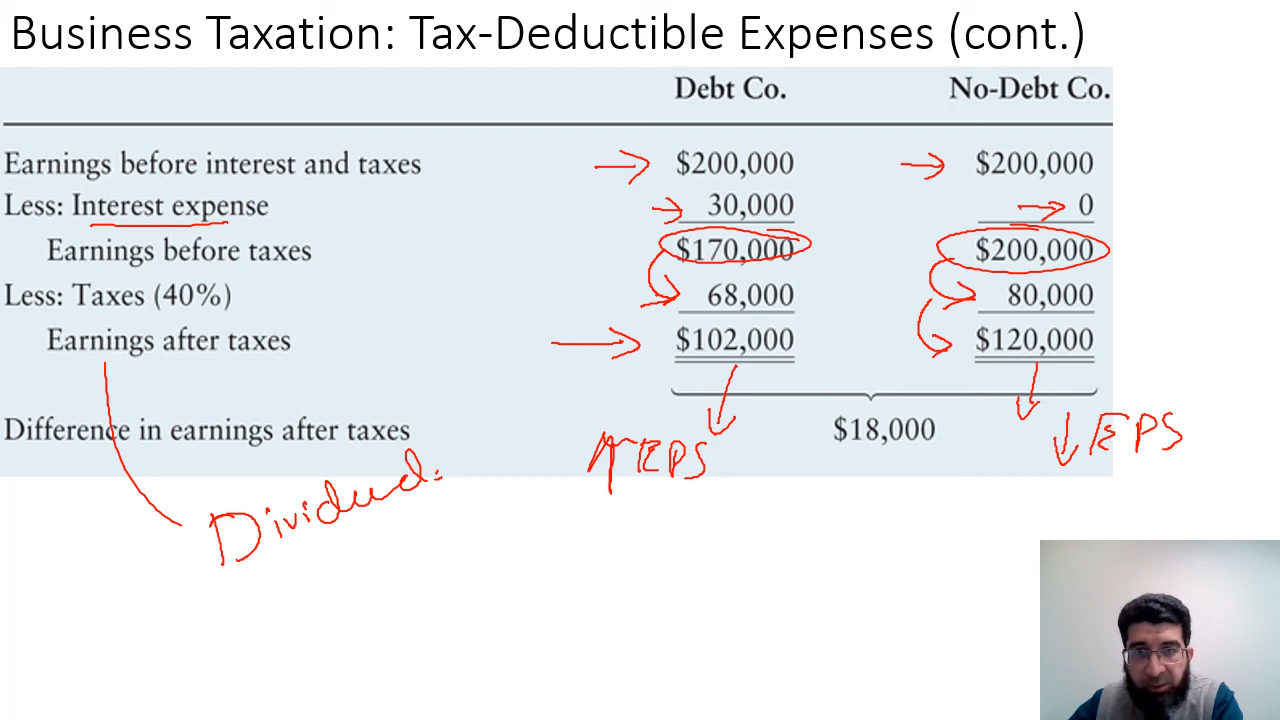 Business Taxation: Tax-Deductible Expenses (cont.)
Debt Co. No-Debt Co.
Earnings before interest and taxes $200,000 $200,000
Less: Interest expense 30,000 0
Earnings before taxes $170,000 $200,000
Less: Taxes (40%) 68,000 80,000
Earnings after taxes $102,000 $120,000
Difference in earnings after taxes $18,000
↑ EPS ↓ EPS
Dividend: